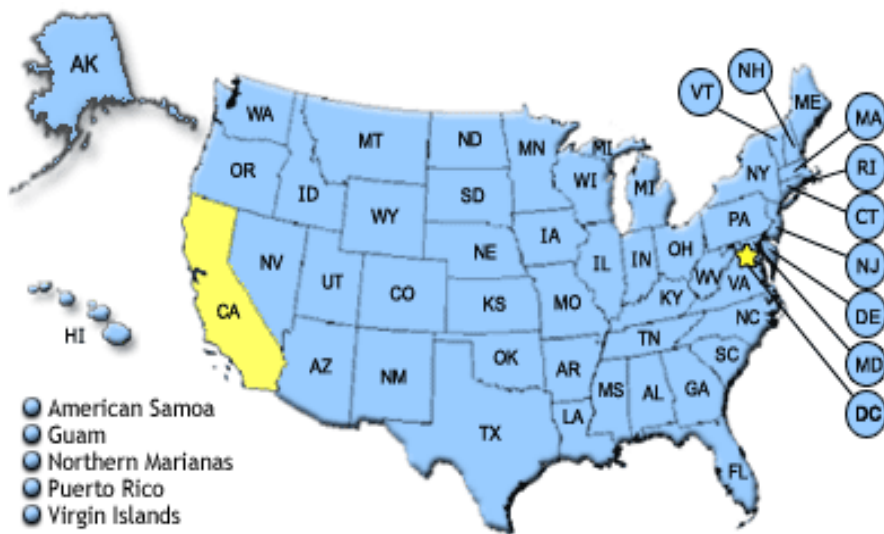 AK
NH
VT
ME
MA
WA
MT
ND
MN
MI
OR
ID
SD
WI
MI
NY
RI
WY
CT
PA
IA
NE
NV
UT
IL
IN
OH
NJ
CO
WV
VA
CA
KS
MO
KY
DE
HI
NC
TN
OK
AZ
NM
AR
SC
MD
MS
AL
GA
LA
DC
TX
FL
American Samoa
Guam
Northern Marianas
Puerto Rico
Virgin Islands